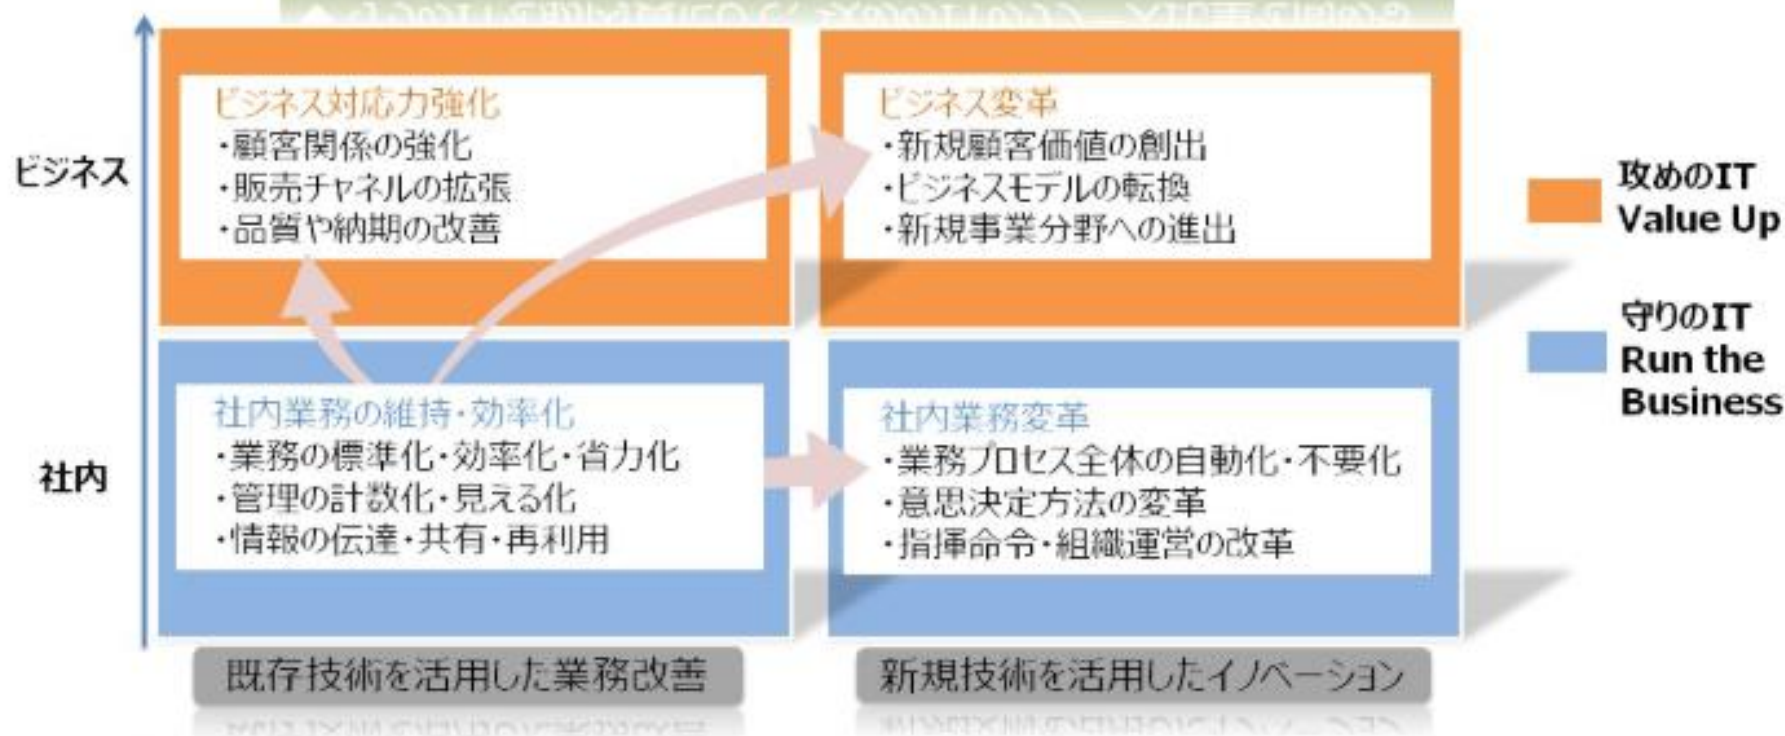 ビジネス
ビジネス対応力強化
・顧客関係の強化
・販売チャネルの拡張
・品質や納期の改善
ビジネス変革
・新規顧客価値の創出
・ビジネスモデルの転換
・新規事業分野への進出
攻めのIT
Value Up
守りのIT
Run the
Business
社内
社内業務の維持・効率化
・業務の標準化・効率化・省力化
・管理の計数化・見える化
・情報の伝達・共有・再利用
社内業務変革
・業務プロセス全体の自動化・不要化
・意思決定方法の変革
・指揮命令・組織運営の改革
既存技術を活用した業務改善
新規技術を活用したイノベーション